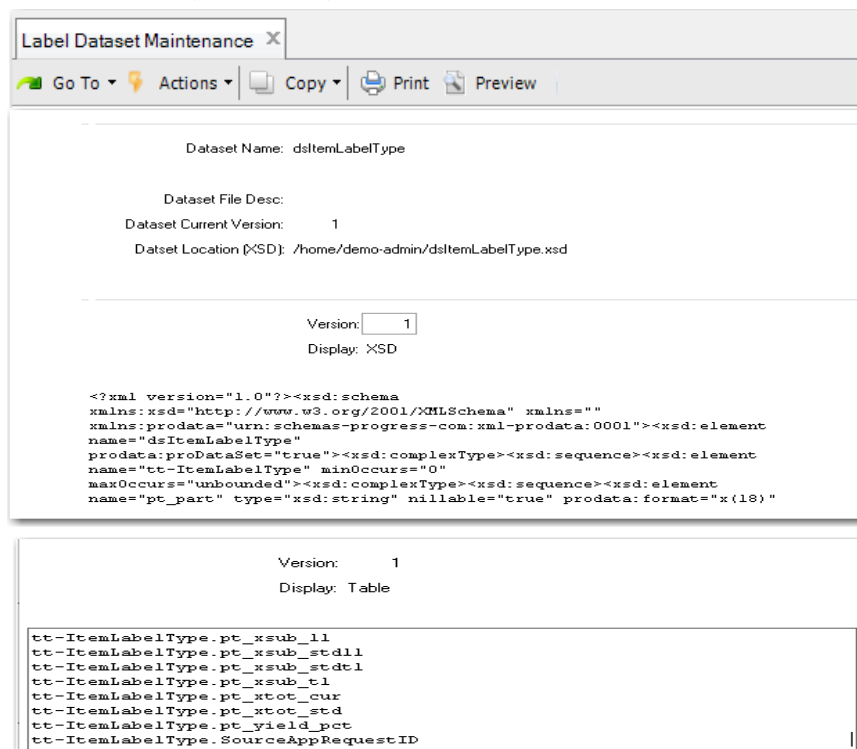 Label Dataset Maintenance
Go To Actions Copy Print Preview
Dataset Name: dsItemLabelType
Dataset File Desc:
Dataset Current Version: 1
Datset Location (XSD): /home/demo-admin/dsItemLabelType.xsd
Version: 1
Display: XSD
<?xml version="1.0"?><xsd:schema
xmlns:xsd="http://www.w3.org/2001/XMLSchema" xmlns=""
xmlns:prodata="urn:schemas-progress-com:xml-prodata:0001"><xsd:element
name="dsItemLabelType"
prodata:proDataSet="true"><xsd:complexType><xsd:sequence><xsd:element
name="tt-ItemLabelType" minOccurs="0"
maxOccurs="unbounded"><xsd:complexType><xsd:sequence><xsd:element
name="pt_part" type="xsd:string" nillable="true" prodata:format="x(18)"
Version: 1
Display: Table
tt-ItemLabelType.pt_xsub_ll
tt-ItemLabelType.pt_xsub_stdll
tt-ItemLabelType.pt_xsub_stdtl
tt-ItemLabelType.pt_xsub_tl
tt-ItemLabelType.pt_xtot_cur
tt-ItemLabelType.pt_xtot_std
tt-ItemLabelType.pt_yield_pct
tt-ItemLabelType.SourceAppRequestID